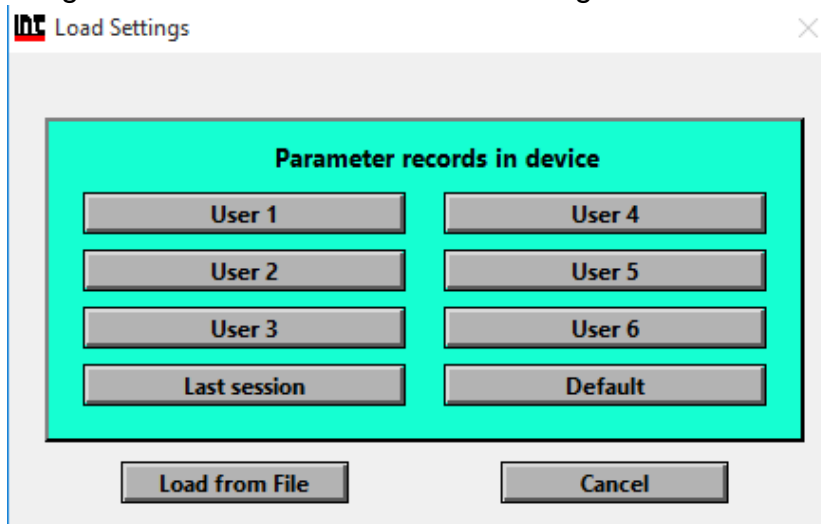 INT Load Settings
Parameter records in device
User 1
User 4
User 2
User 5
User 3
User 6
Last session
Default
Load from File
Cancel